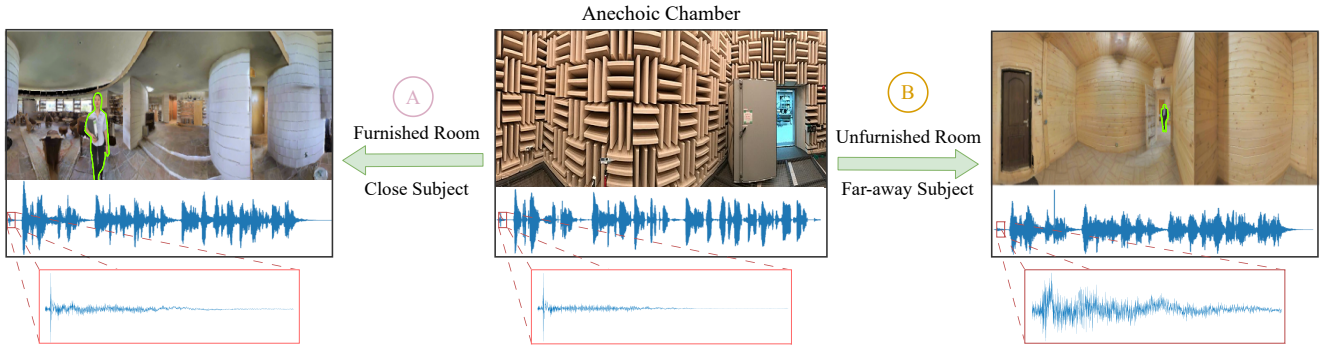 Anechoic Chamber
A
Furnished Room
Close Subject
B
Unfurnished Room
Far-away Subject